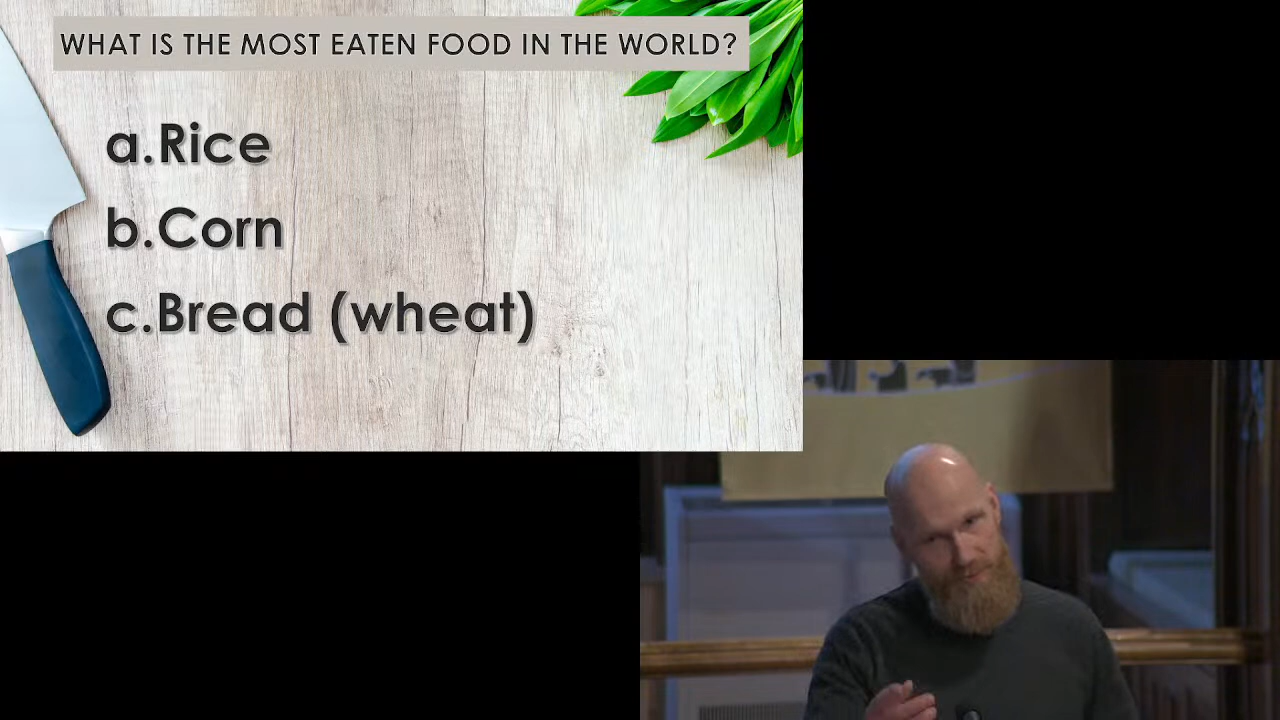 WHAT IS THE MOST EATEN FOOD IN THE WORLD?
a.Rice
b.Corn
c.Bread (wheat)